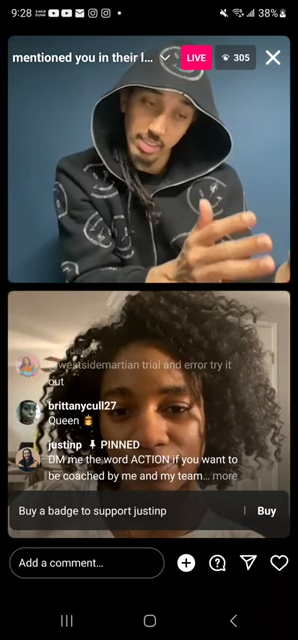 9:28
38%
mentioned you in their l...
LIVE
305
westsidemartian trial and error try it
out
brittanycull27
Queen
justinp PINNED
DM me the word ACTION if you want to
be coached by me and my team... more
Buy a badge to support justinp
Buy
Add a comment...